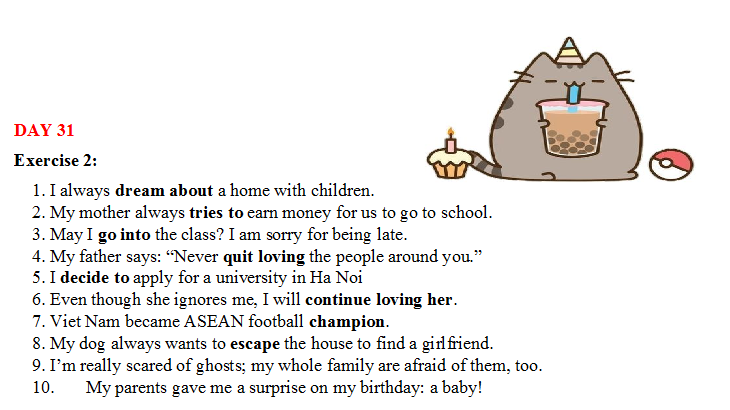 DAY 31
Exercise 2:
1. I always dream about a home with children.
2. My mother always tries to earn money for us to go to school.
3. May I go into the class? I am sorry for being late.
4. My father says: “Never quit loving the people around you.”
5. I decide to apply for a university in Ha Noi
6. Even though she ignores me, I will continue loving her.
7. Viet Nam became ASEAN football champion.
8. My dog always wants to escape the house to find a girlfriend.
9. I’m really scared of ghosts; my whole family are afraid of them, too.
10. My parents gave me a surprise on my birthday: a baby!